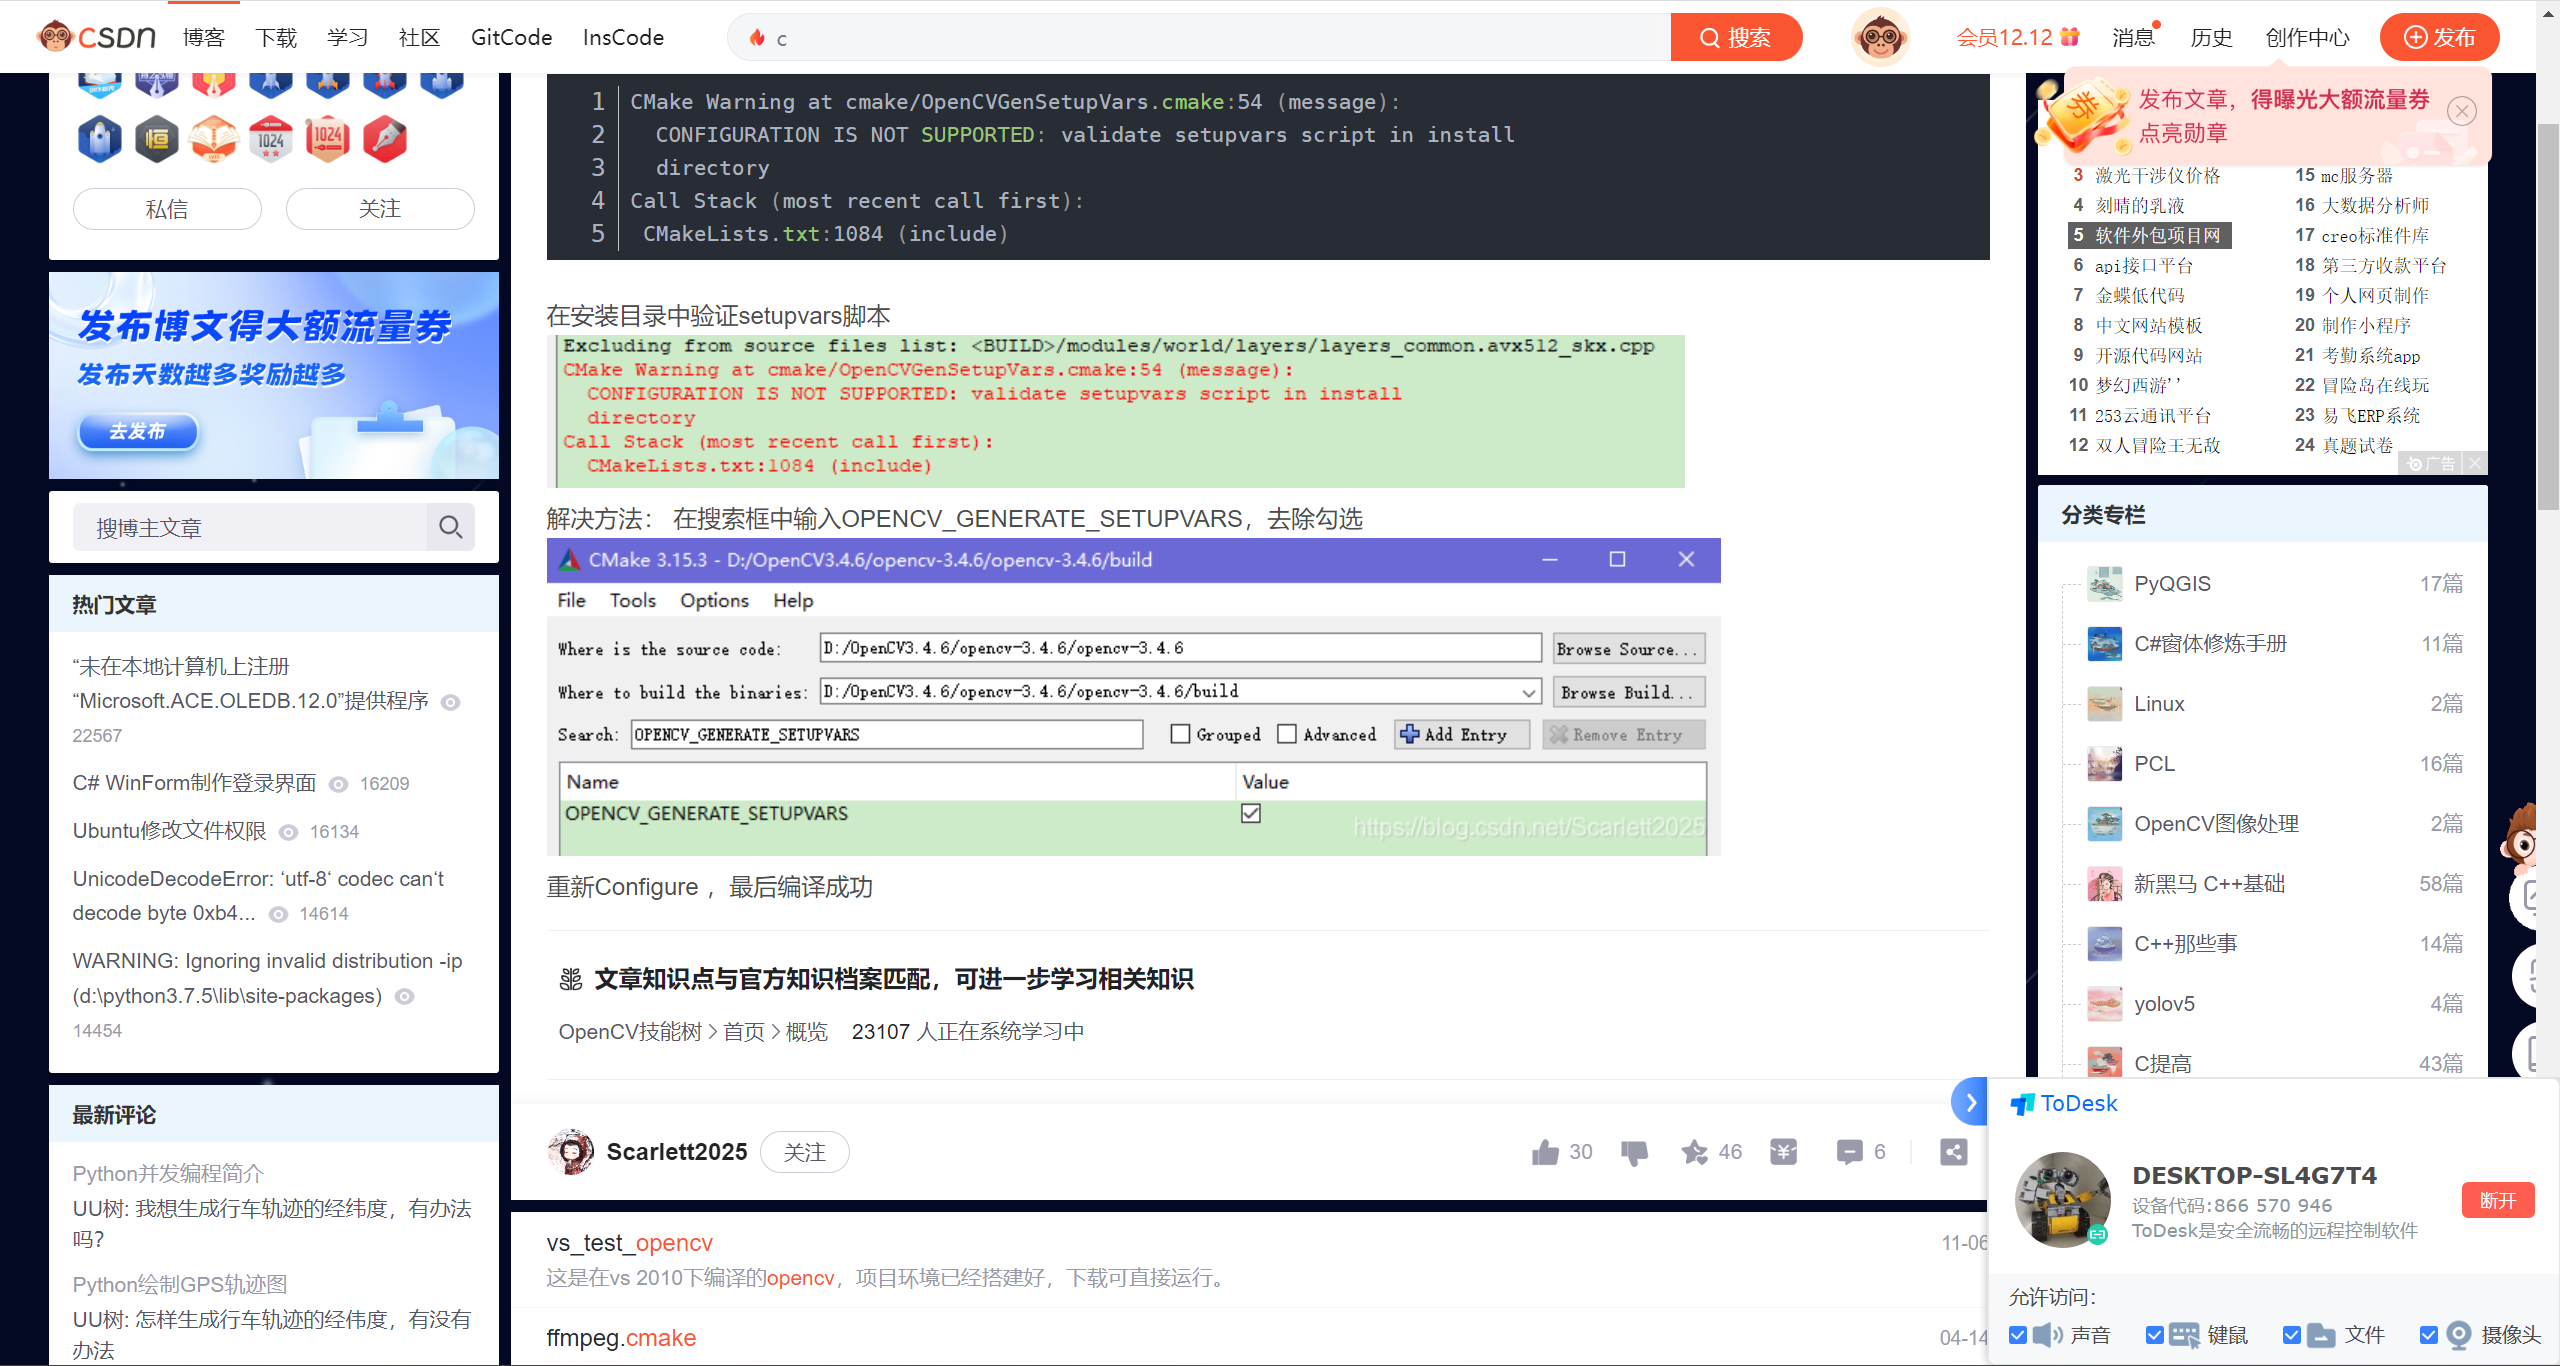 CSDN 博客 下载 学习 社区 GitCode InsCode c 搜索 会员12.12 消息 历史 创作中心 发布
1024 1024
私信 关注
发布博文得大额流量券
发布天数越多奖励越多
去发布
搜博主文章
热门文章
“未在本地计算机上注册
“Microsoft.ACE.OLEDB.12.0”提供程序
22567
C# WinForm制作登录界面 16209
Ubuntu修改文件权限 16134
UnicodeDecodeError: ‘utf-8‘ codec can‘t
decode byte 0xb4... 14614
WARNING: Ignoring invalid distribution -ip
(d:\python3.7.5\lib\site-packages)
14454
最新评论
Python并发编程简介
UU树: 我想生成行车轨迹的经纬度，有办法
吗?
Python绘制GPS轨迹图
UU树: 怎样生成行车轨迹的经纬度，有没有
办法
1 CMake Warning at cmake/OpenCVGenSetupVars.cmake:54 (message):
2 CONFIGURATION IS NOT SUPPORTED: validate setupvars script in install
3 directory
4 Call Stack (most recent call first):
5 CMakeLists.txt:1084 (include)
在安装目录中验证setupvars脚本
Excluding from source files list: <BUILD>/modules/world/layers/layers_common.avx512_skx.cpp
CMake Warning at cmake/OpenCVGenSetupVars.cmake:54 (message):
CONFIGURATION IS NOT SUPPORTED: validate setupvars script in install
directory
Call Stack (most recent call first):
CMakeLists.txt:1084 (include)
解决方法： 在搜索框中输入OPENCV_GENERATE_SETUPVARS，去除勾选
CMake 3.15.3 - D:/OpenCV3.4.6/opencv-3.4.6/opencv-3.4.6/build
File Tools Options Help
Where is the source code: D:/OpenCV3.4.6/opencv-3.4.6/opencv-3.4.6 Browse Source...
Where to build the binaries: D:/OpenCV3.4.6/opencv-3.4.6/opencv-3.4.6/build Browse Build...
Search: OPENCV_GENERATE_SETUPVARS Grouped Advanced Add Entry Remove Entry
Name Value
OPENCV_GENERATE_SETUPVARS
https://blog.csdn.net/Scarlett2025
重新Configure ，最后编译成功
文章知识点与官方知识档案匹配，可进一步学习相关知识
OpenCV技能树 首页 概览 23107 人正在系统学习中
Scarlett2025 关注 30 46 6
vs_test_opencv 11-06
这是在vs 2010下编译的opencv，项目环境已经搭建好，下载可直接运行。
ffmpeg.cmake 04-14
券
发布文章，得曝光大额流量券
点亮勋章
3 激光干涉仪价格 15 mc服务器
4 刻晴的乳液 16 大数据分析师
5 软件外包项目网 17 creo标准件库
6 api接口平台 18 第三方收款平台
7 金蝶低代码 19 个人网页制作
8 中文网站模板 20 制作小程序
9 开源代码网站 21 考勤系统app
10 梦幻西游'' 22 冒险岛在线玩
11 253云通讯平台 23 易飞ERP系统
12 双人冒险王无敌 24 真题试卷
广告
分类专栏
PyQGIS 17篇
C#窗体修炼手册 11篇
Linux 2篇
PCL 16篇
OpenCV图像处理 2篇
新黑马 C++基础 58篇
C++那些事 14篇
yolov5 4篇
C提高 43篇
ToDesk
DESKTOP-SL4G7T4
设备代码:866 570 946
ToDesk是安全流畅的远程控制软件
断开
允许访问:
声音 键鼠 文件 摄像头